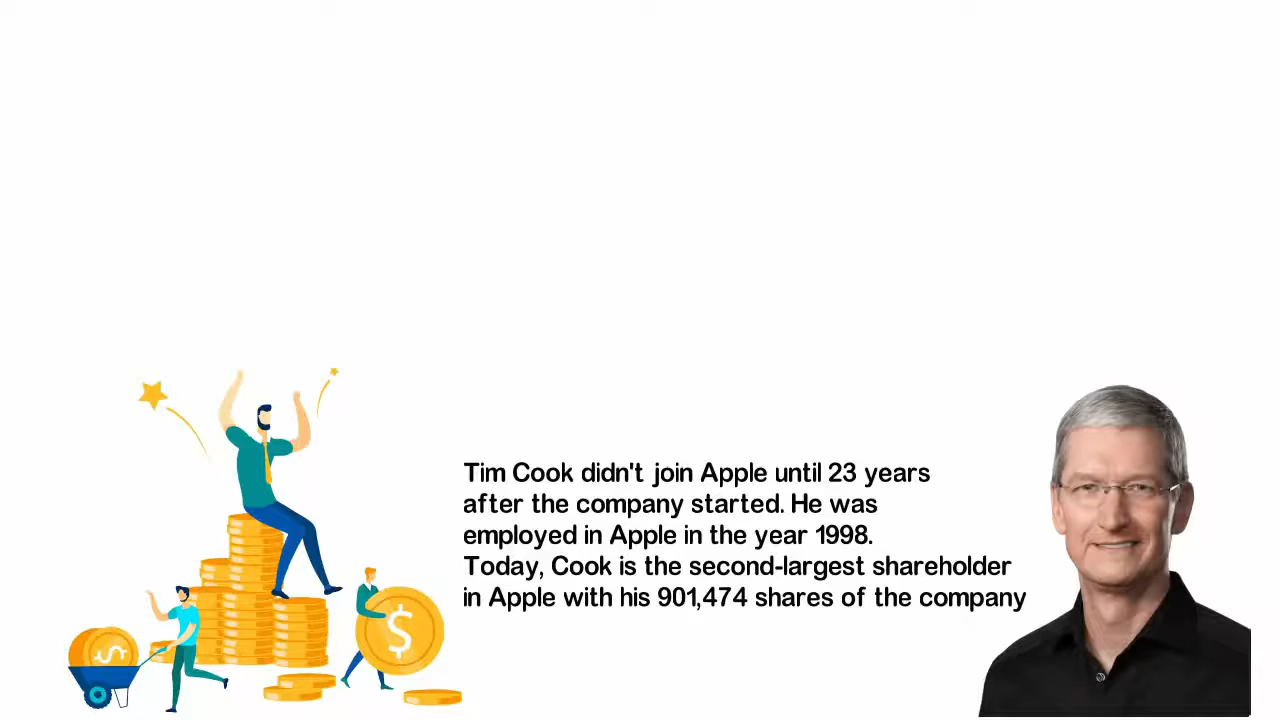 Tim Cook didn't join Apple until 23 years
after the company started. He was
employed in Apple in the year 1998.
Today, Cook is the second-largest shareholder
in Apple with his 901,474 shares of the company